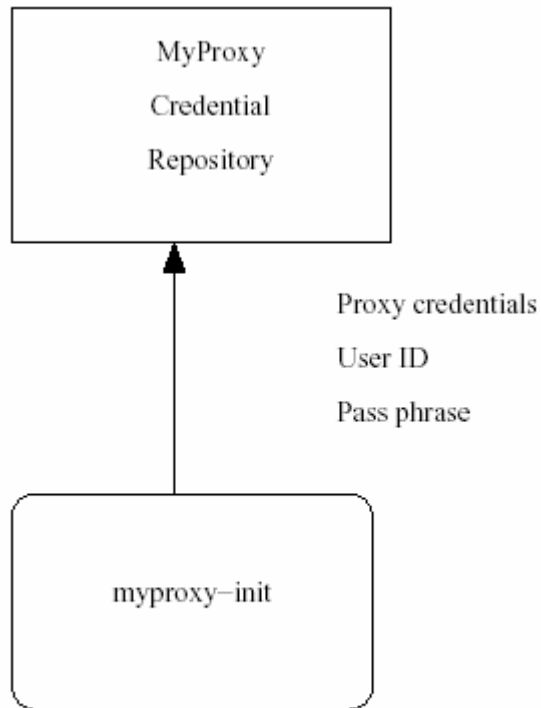 MyProxy
Credential
Repository
Proxy credentials
User ID
Pass phrase
myproxy−init